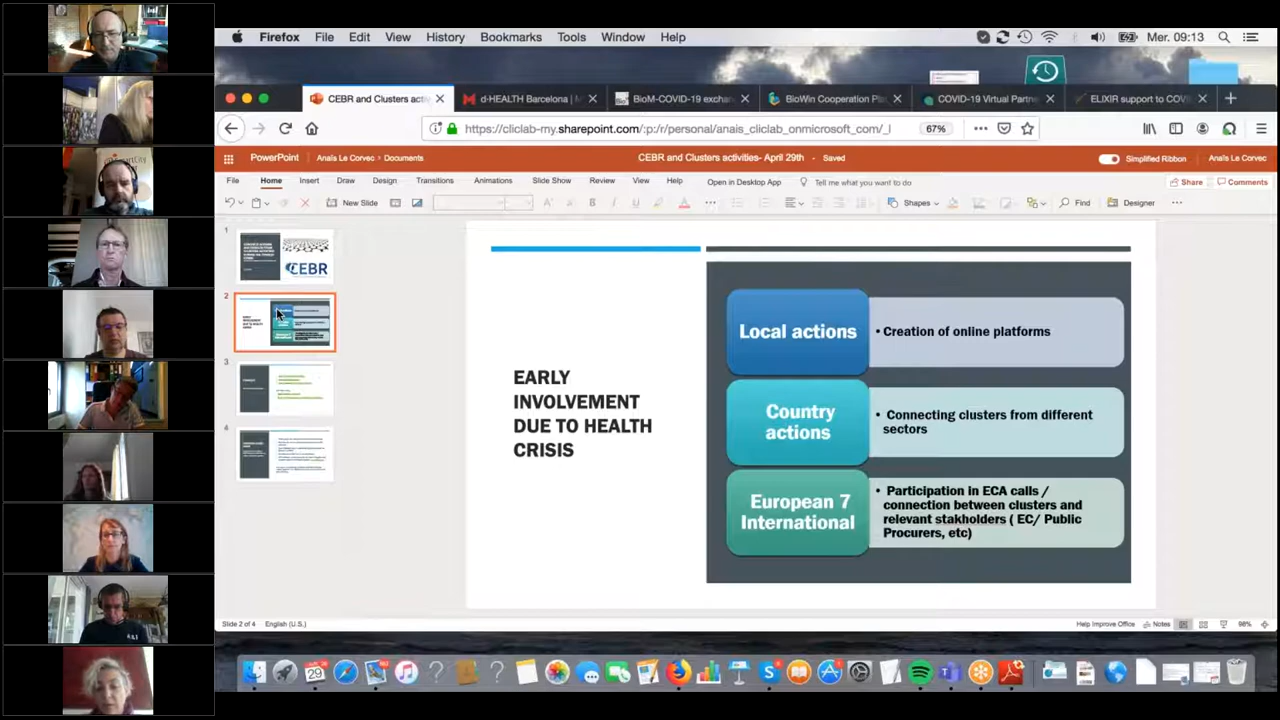 Firefox File Edit View History Bookmarks Tools Window Help Mer. 09:13
CEBR and Clusters activ
d-HEALTH Barcelona | M
BioM-COVID-19 exchan
BioWin Cooperation Pla
COVID-19 Virtual Partne
ELIXIR support to COV
https://cliclab-my.sharepoint.com/:p:/r/personal/anais_cliclab_onmicrosoft_com/_l 67%
PowerPoint Anaïs Le Corvec > Documents CEBR and Clusters activities- April 29th - Saved Simplified Ribbon Anaïs Le Corvec
File Home Insert Draw Design Transitions Animations Slide Show Review View Help Open in Desktop App Tell me what you want to do Share Comments
New Slide Shapes Find Designer
1
CEBR
2
3
4
EARLY
INVOLVEMENT
DUE TO HEALTH
CRISIS
Local actions
• Creation of online platforms
Country
actions
• Connecting clusters from different
sectors
European 7
International
• Participation in ECA calls /
connection between clusters and
relevant stakholders ( EC/ Public
Procurers, etc)
Slide 2 of 4 English (U.S.) Help Improve Office Notes 98%
29